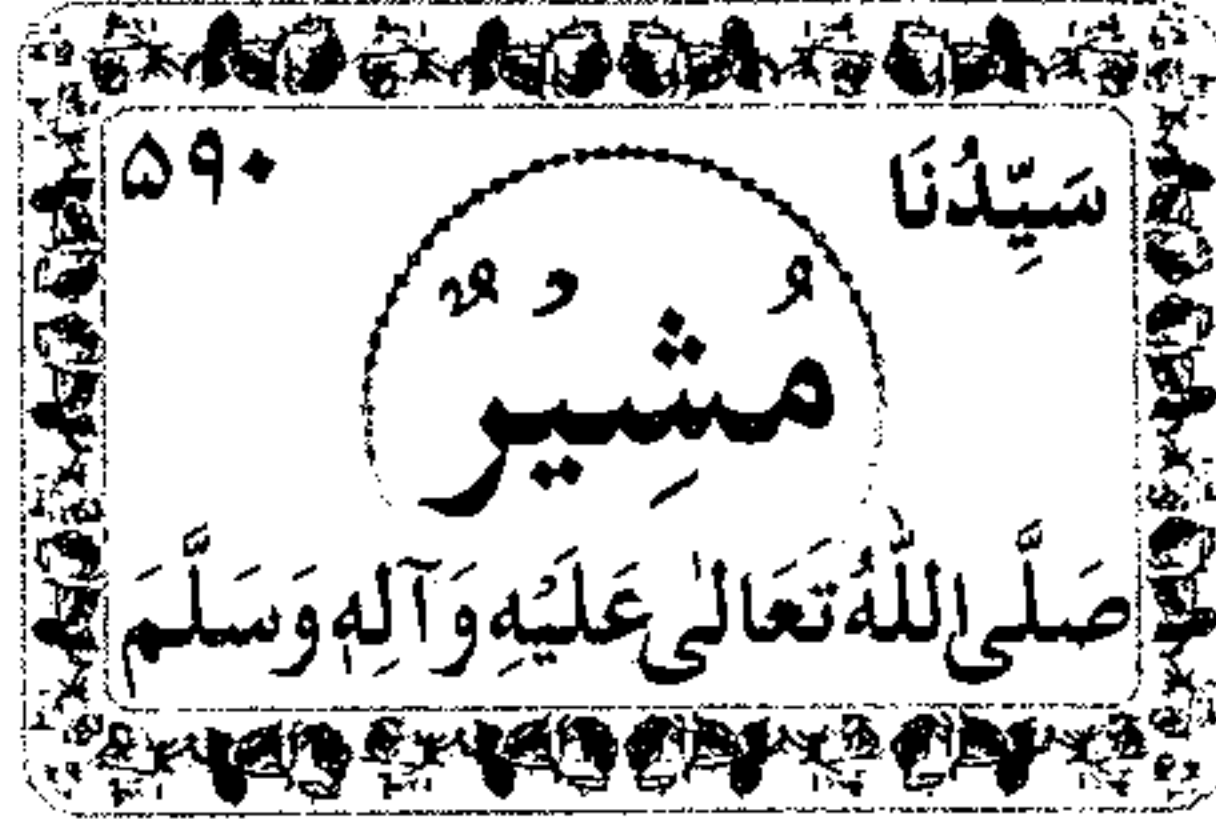 سَيِّدُنَا ۵۹۰
مُشِيْرٌ
صَلَّى اللّٰهُ تَعَالٰى عَلَيْهِ وَآلِهٖ وَسَلَّمَ